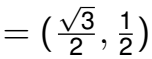 = (√3/2, 1/2)